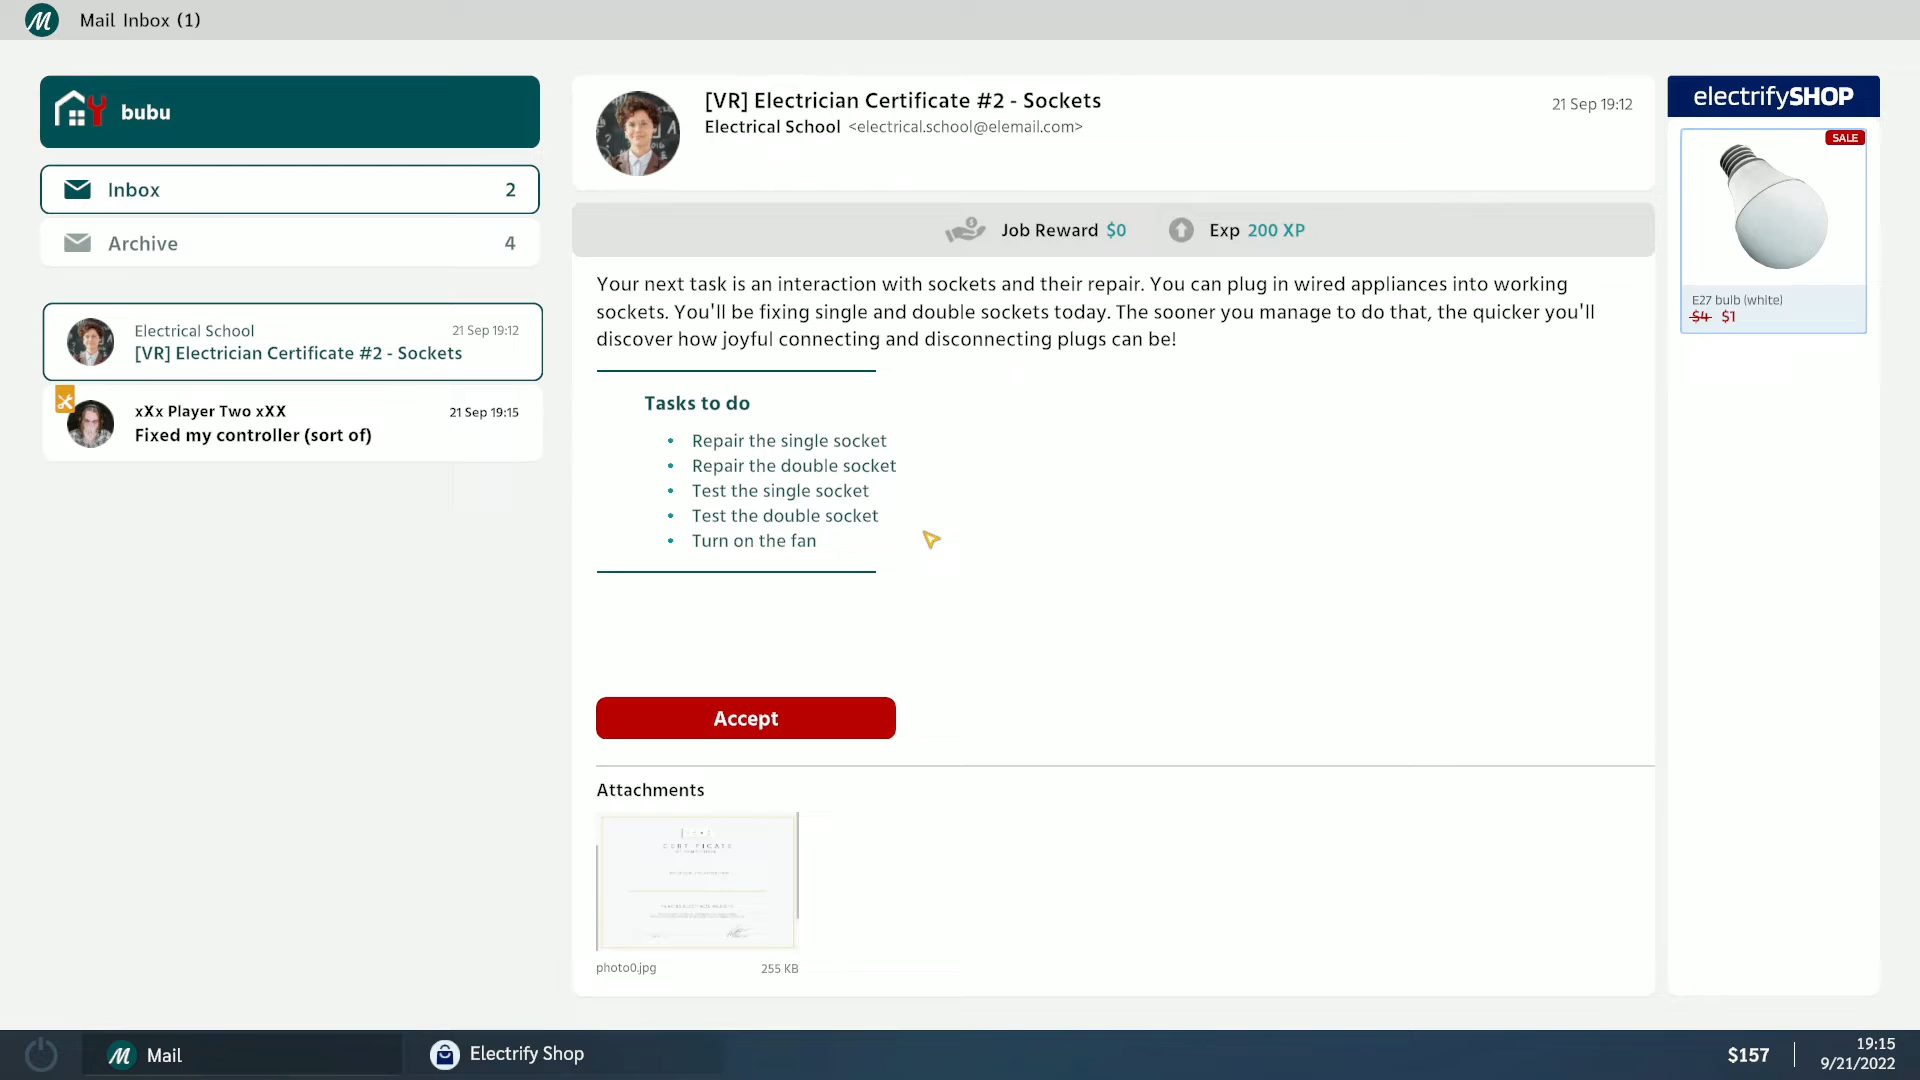 Mail Inbox (1)
bubu
Inbox 2
Archive 4
Electrical School 21 Sep 19:12
[VR] Electrician Certificate #2 - Sockets
xXx Player Two xXX 21 Sep 19:15
Fixed my controller (sort of)
[VR] Electrician Certificate #2 - Sockets
21 Sep 19:12
Electrical School <electrical.school@elemail.com>
Job Reward $0 Exp 200 XP
Your next task is an interaction with sockets and their repair. You can plug in wired appliances into working
sockets. You'll be fixing single and double sockets today. The sooner you manage to do that, the quicker you'll
discover how joyful connecting and disconnecting plugs can be!
Tasks to do
• Repair the single socket
• Repair the double socket
• Test the single socket
• Test the double socket
• Turn on the fan
Accept
Attachments
CERTIFICATE
photo0.jpg 255 KB
electrifySHOP
SALE
E27 bulb (white)
$4 $1
Mail
Electrify Shop
$157
19:15
9/21/2022